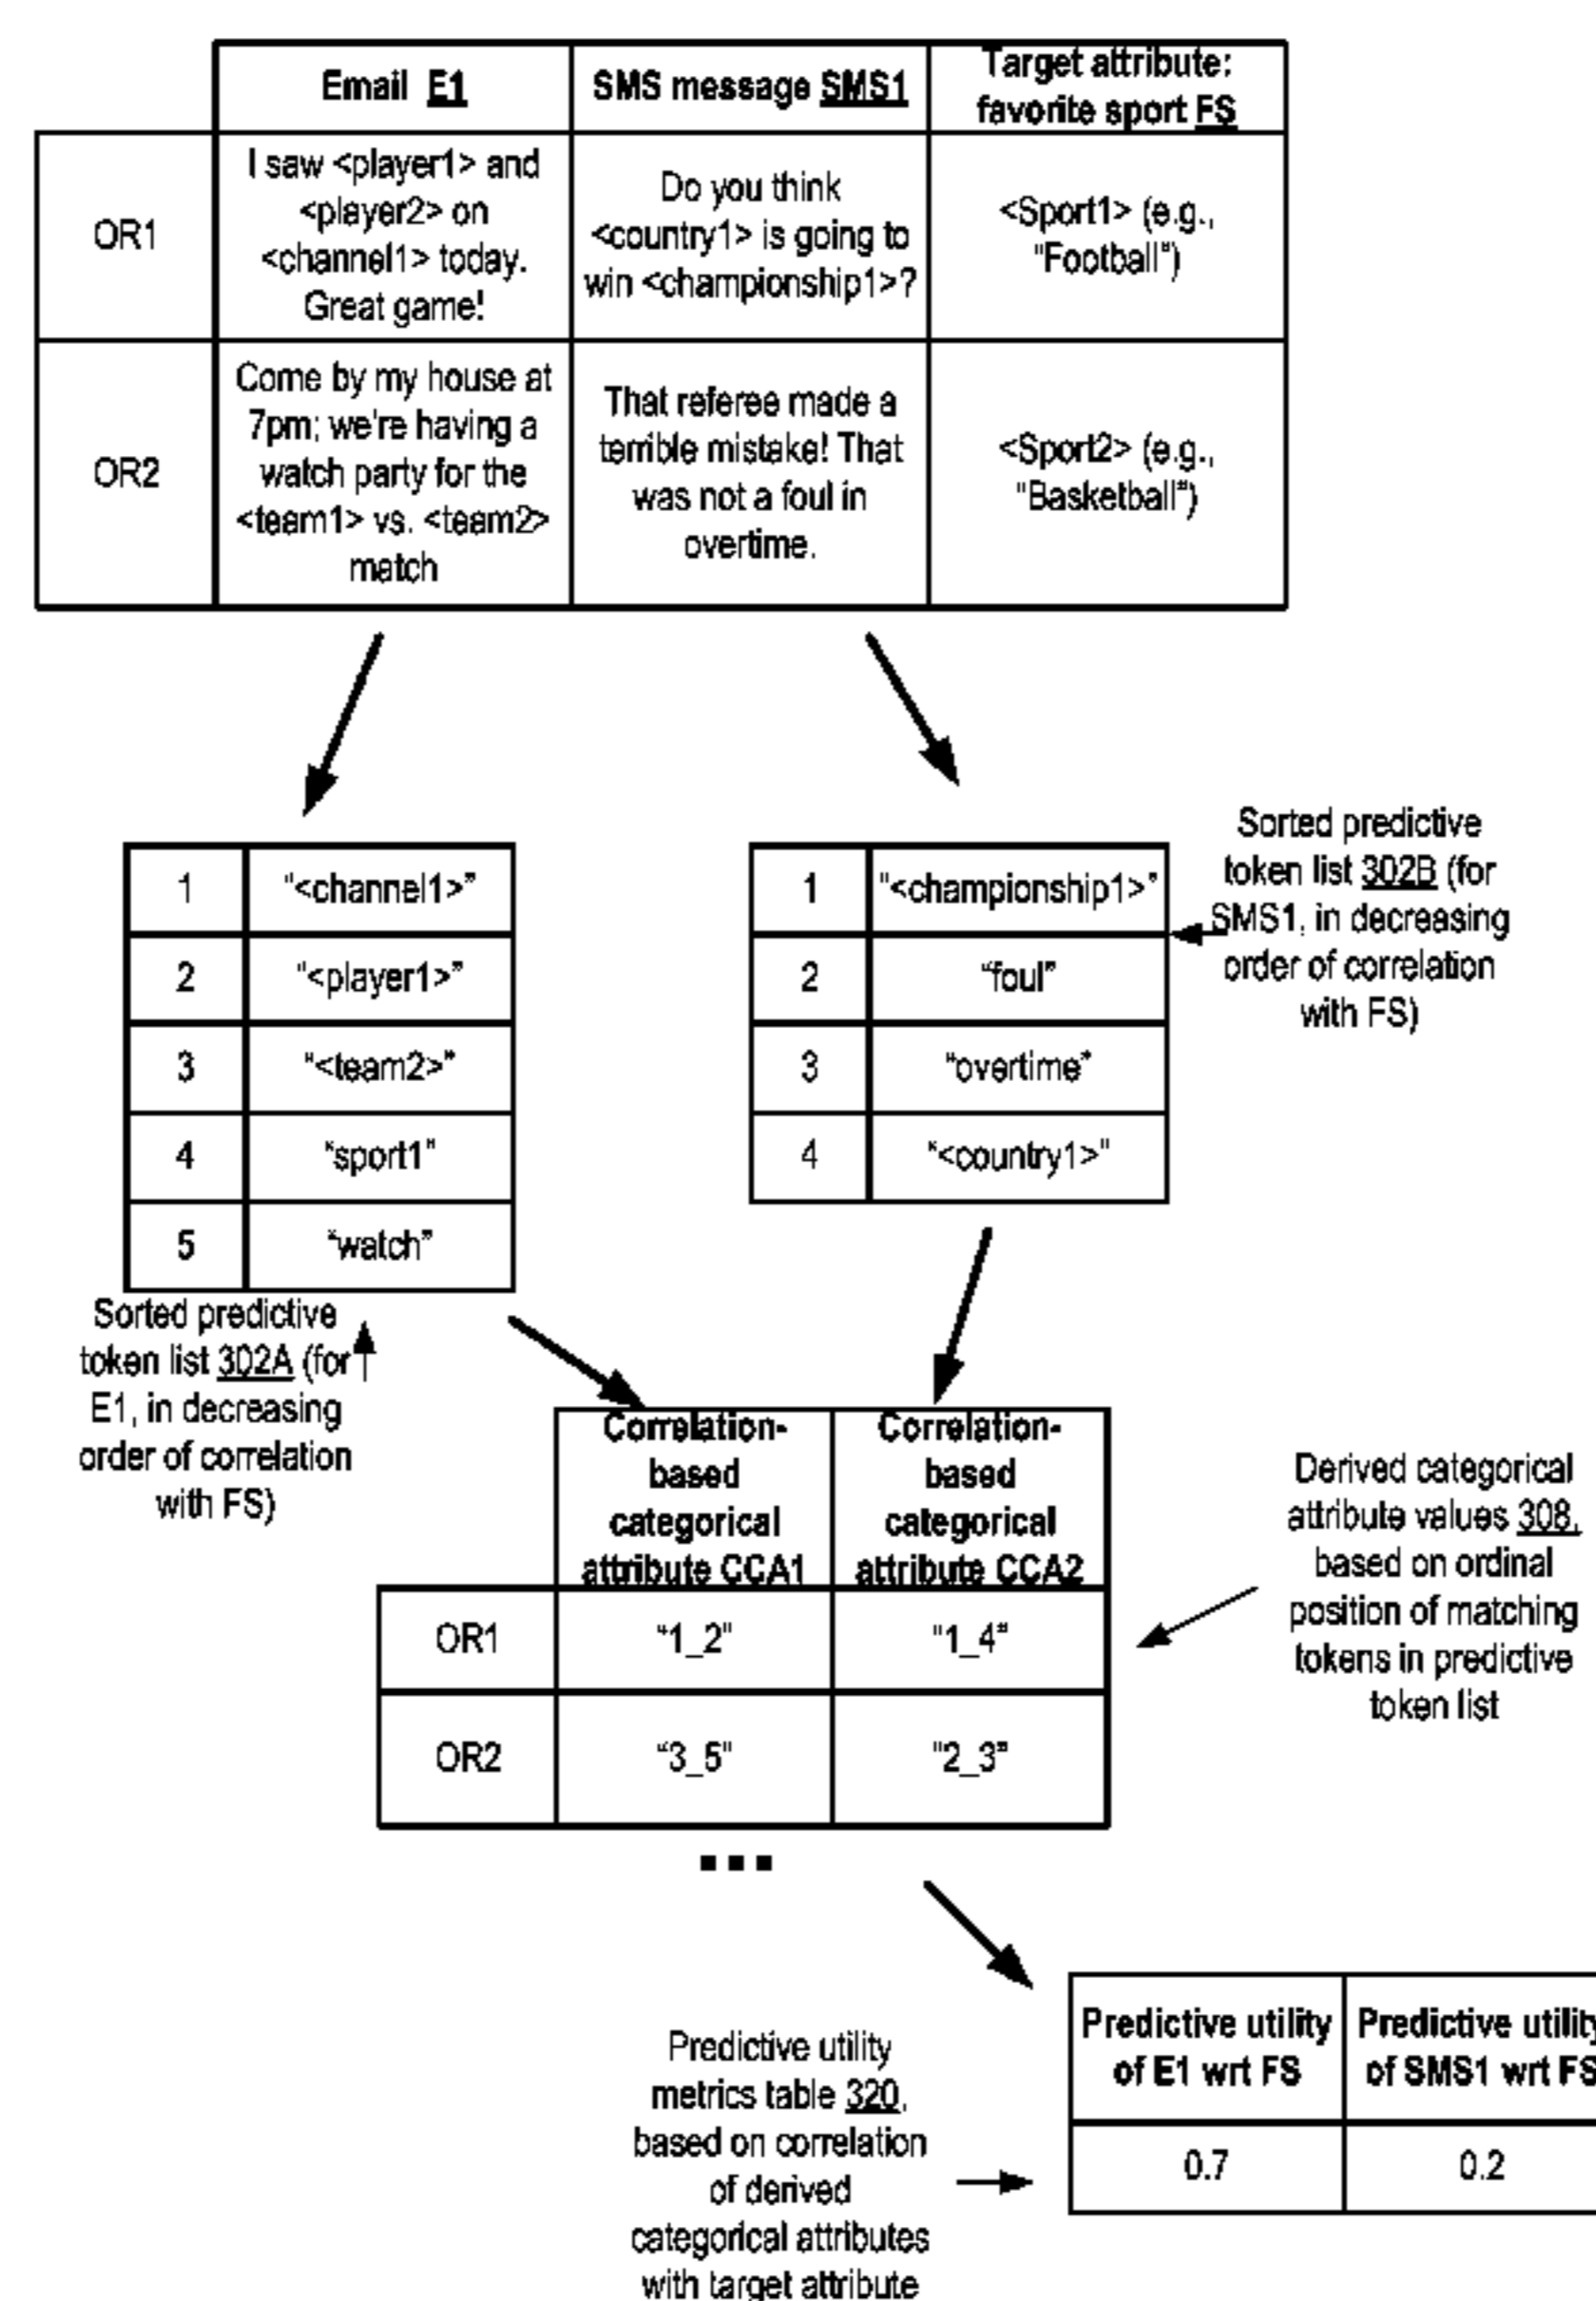 Email E1
SMS message SMS1
Target attribute:
favorite sport FS
OR1
I saw <player1> and
<player2> on
<channel1> today.
Great game!
Do you think
<country1> is going to
win <championship1>?
<Sport1> (e.g.,
"Football")
OR2
Come by my house at
7pm; we're having a
watch party for the
<team1> vs. <team2>
match
That referee made a
terrible mistake! That
was not a foul in
overtime.
<Sport2> (e.g.,
"Basketball")
1 "<channel1>"
2 "<player1>"
3 "<team2>"
4 "sport1"
5 "watch"
Sorted predictive
token list 302A (for
E1, in decreasing
order of correlation
with FS)
1 "<championship1>"
2 "foul"
3 "overtime"
4 "<country1>"
Sorted predictive
token list 302B (for
SMS1, in decreasing
order of correlation
with FS)
Correlation-
based
categorical
attribute CCA1
Correlation-
based
categorical
attribute CCA2
OR1 "1_2" "1_4"
OR2 "3_5" "2_3"
Derived categorical
attribute values 308,
based on ordinal
position of matching
tokens in predictive
token list
Predictive utility
metrics table 320,
based on correlation
of derived
categorical attributes
with target attribute
Predictive utility
of E1 wrt FS
Predictive utility
of SMS1 wrt FS
0.7 0.2